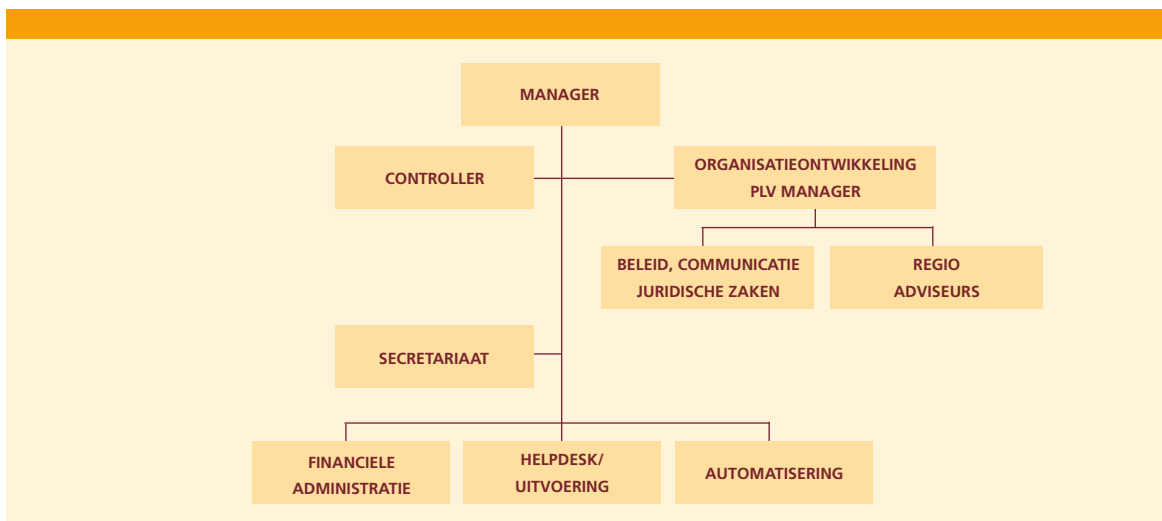 MANAGER
CONTROLLER
ORGANISATIEONTWIKKELING
PLV MANAGER
BELEID, COMMUNICATIE
JURIDISCHE ZAKEN
REGIO
ADVISEURS
SECRETARIAAT
FINANCIELE
ADMINISTRATIE
HELPDESK/
UITVOERING
AUTOMATISERING